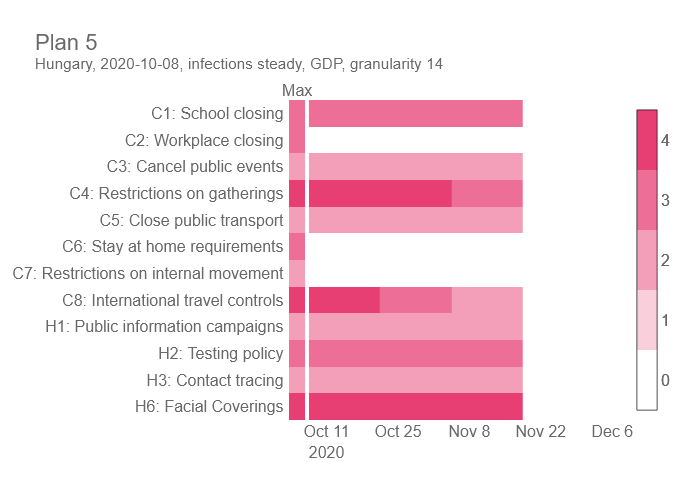 Plan 5
Hungary, 2020-10-08, infections steady, GDP, granularity 14
Max
C1: School closing
C2: Workplace closing
C3: Cancel public events
C4: Restrictions on gatherings
C5: Close public transport
C6: Stay at home requirements
C7: Restrictions on internal movement
C8: International travel controls
H1: Public information campaigns
H2: Testing policy
H3: Contact tracing
H6: Facial Coverings
4
3
2
1
0
Oct 11 Oct 25 Nov 8 Nov 22 Dec 6
2020